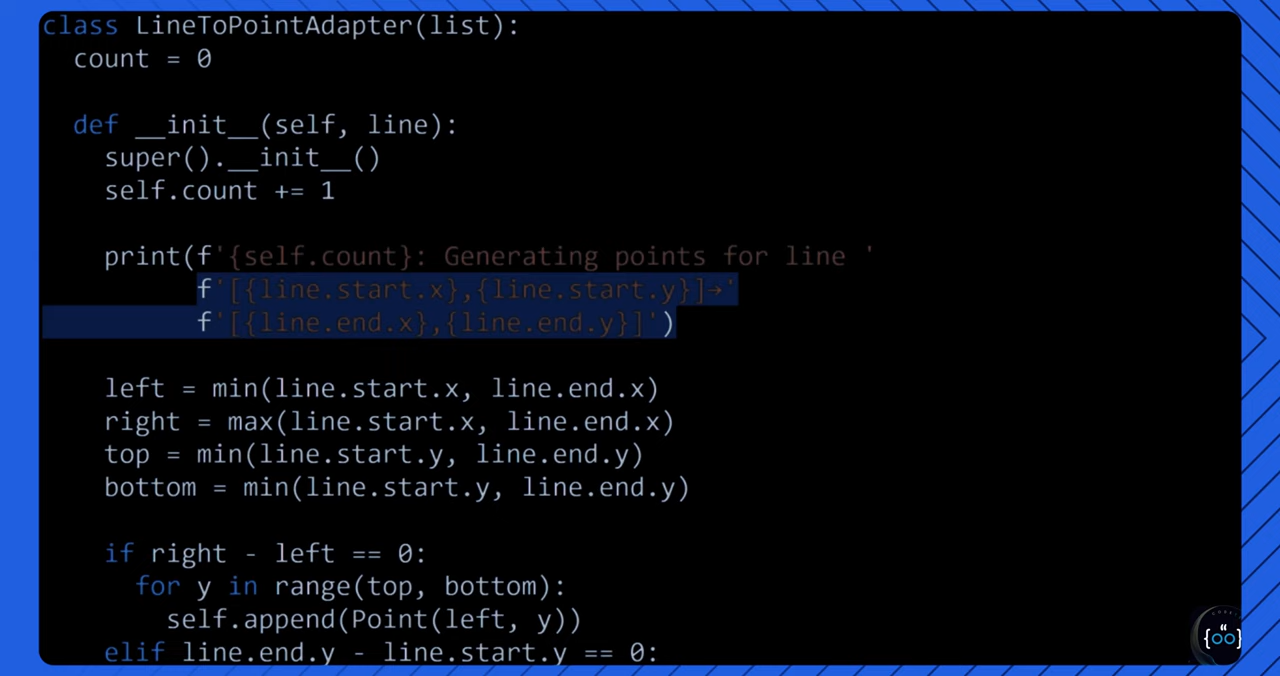 class LineToPointAdapter(list):
  count = 0

  def __init__(self, line):
    super().__init__()
    self.count += 1

    print(f'{self.count}: Generating points for line '
          f'[{line.start.x},{line.start.y}]→'
          f'[{line.end.x},{line.end.y}]')

    left = min(line.start.x, line.end.x)
    right = max(line.start.x, line.end.x)
    top = min(line.start.y, line.end.y)
    bottom = min(line.start.y, line.end.y)

    if right - left == 0:
      for y in range(top, bottom):
        self.append(Point(left, y))
    elif line.end.y - line.start.y == 0: